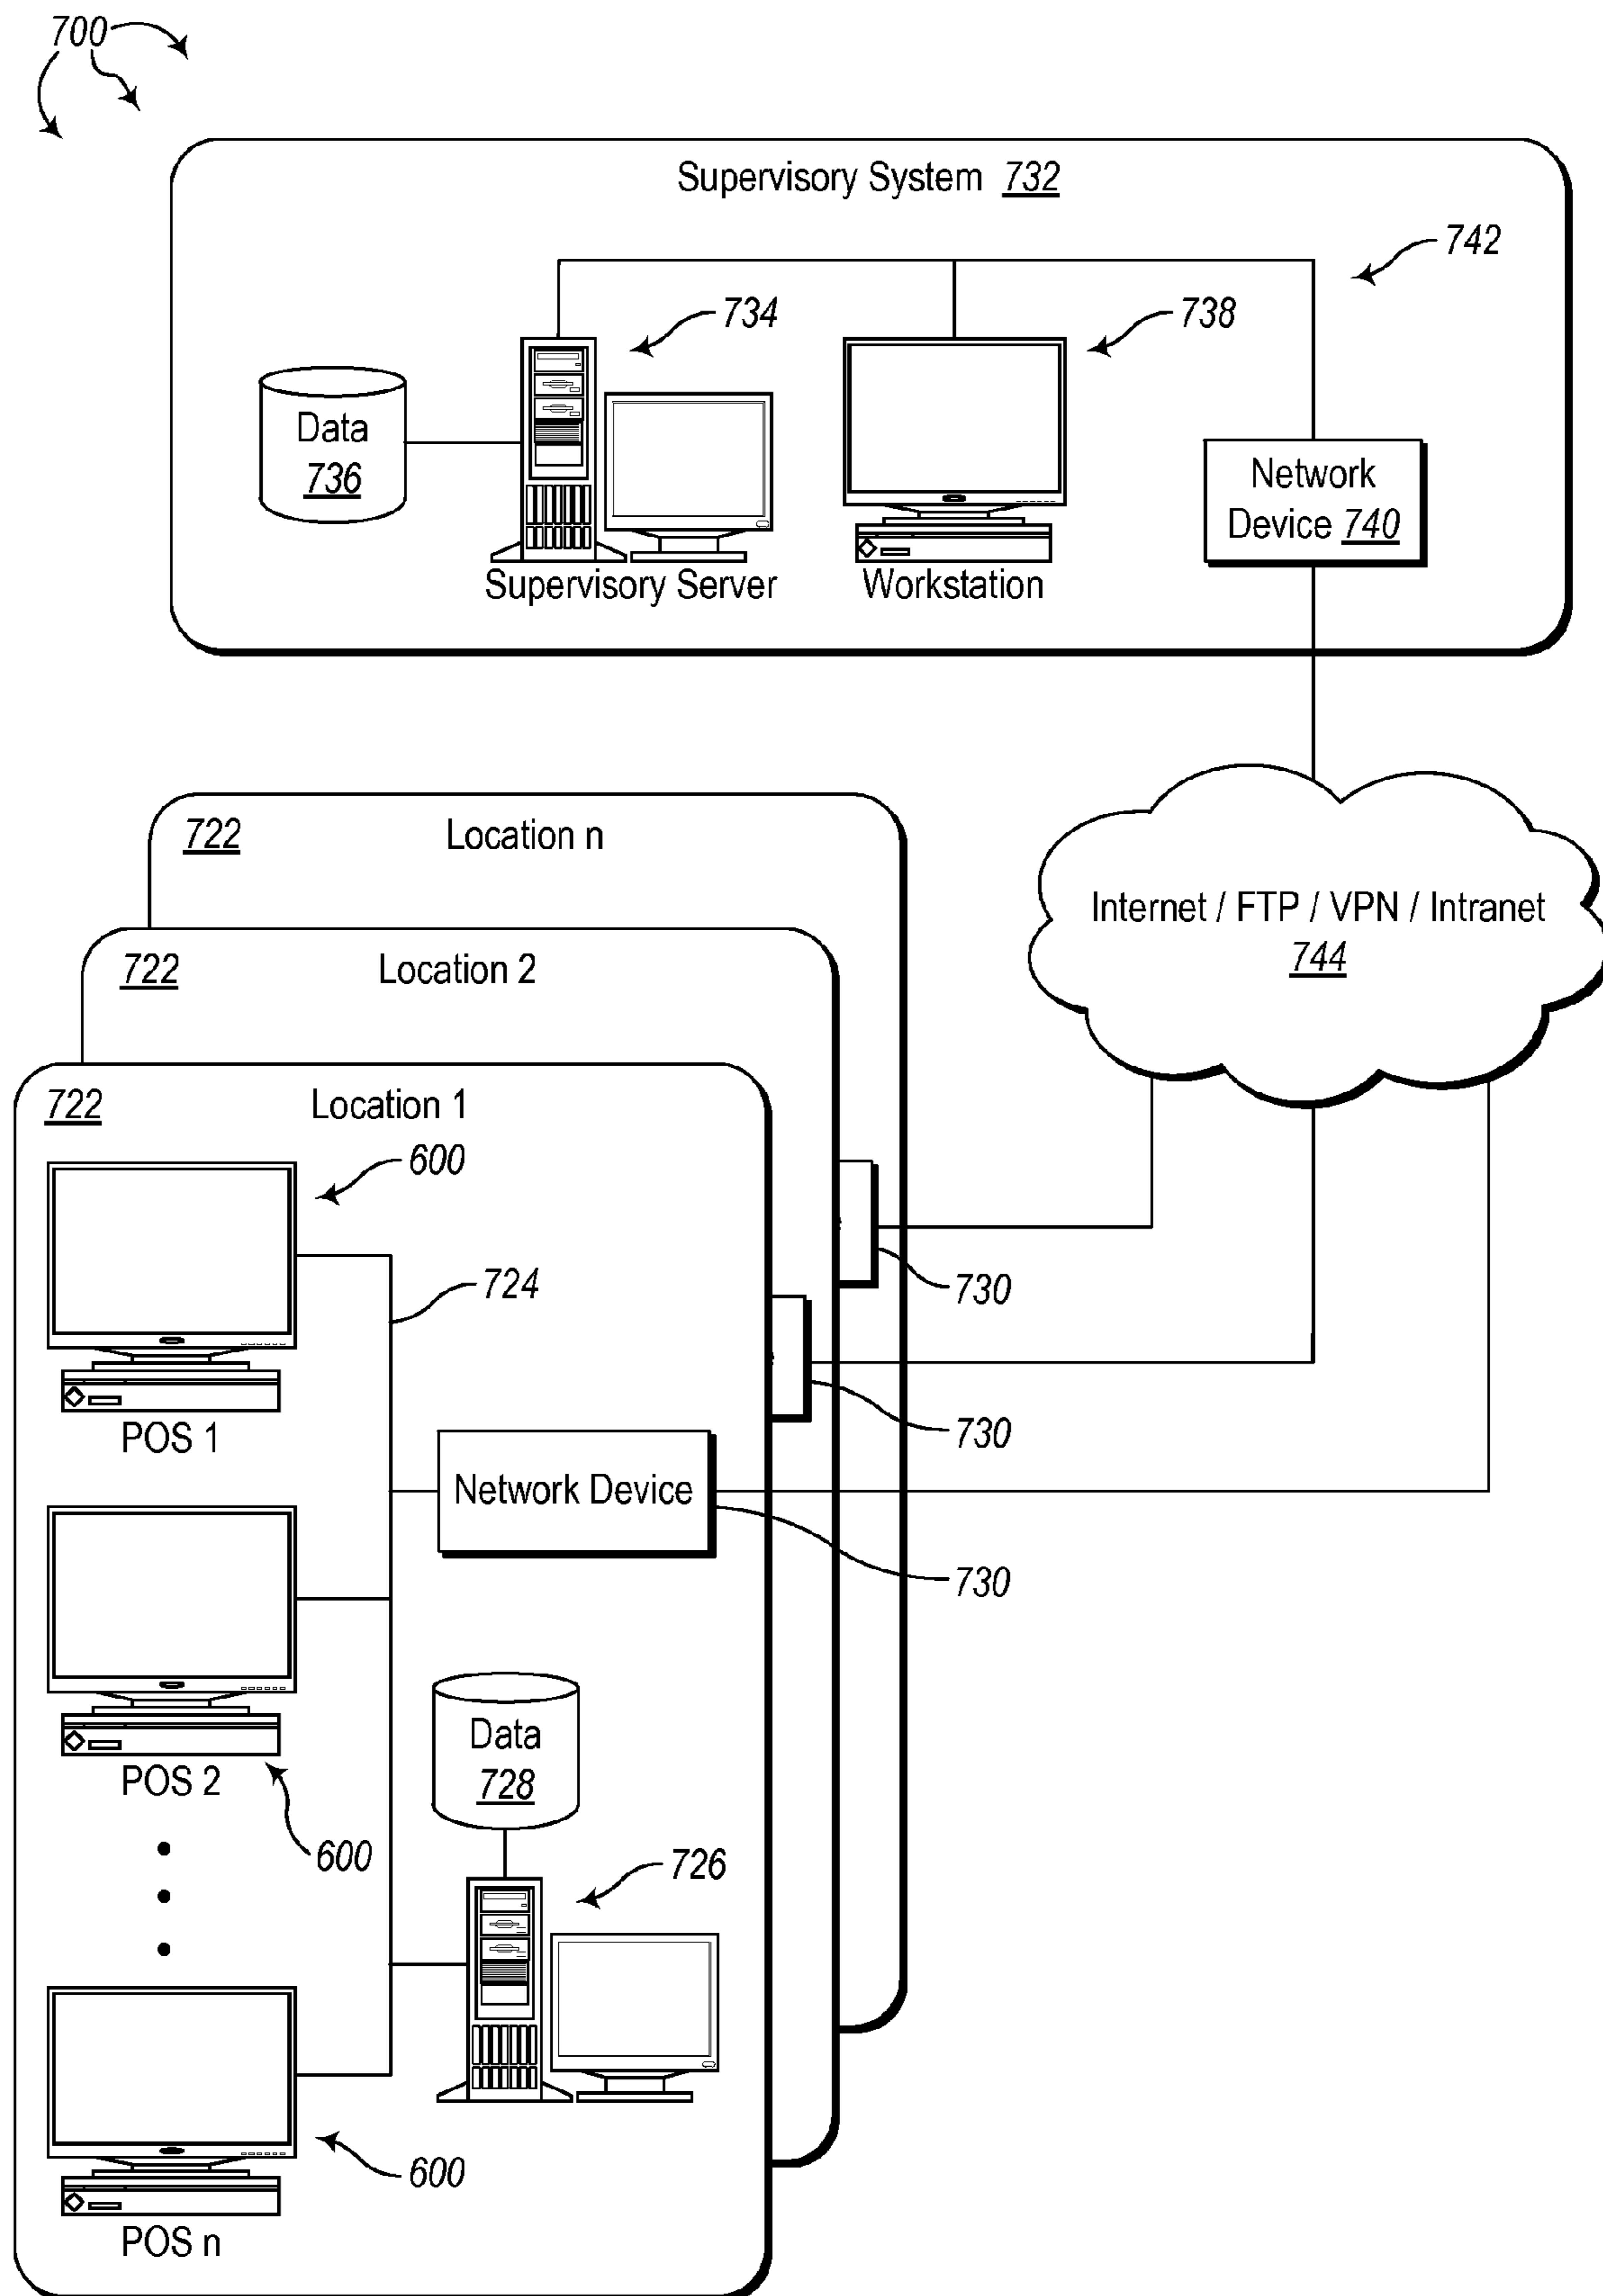 700
Supervisory System 732
742
734
738
Data
736
Network
Device 740
Supervisory Server
Workstation
722 Location n
Internet / FTP / VPN / Intranet
744
722 Location 2
722 Location 1
600
724
730
POS 1
730
Network Device
730
Data
728
POS 2
600
726
600
POS n